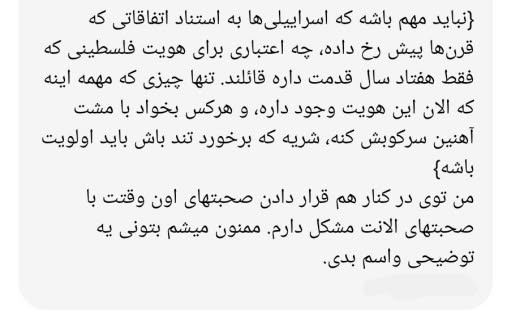 {نباید مهم باشه که اسراییلی‌ها به استناد اتفاقاتی که
قرن‌ها پیش رخ داده، چه اعتباری برای هویت فلسطینی که
فقط هفتاد سال قدمت داره قائلند. تنها چیزی که مهمه اینه
که الان این هویت وجود داره، و هرکس بخواد با مشت
آهنین سرکوبش کنه، شریه که برخورد تند باش باید اولویت
باشه}
من توی در کنار هم قرار دادن صحبتهای اون وقتت با
صحبتهای الانت مشکل دارم. ممنون میشم بتونی یه
توضیحی واسم بدی.